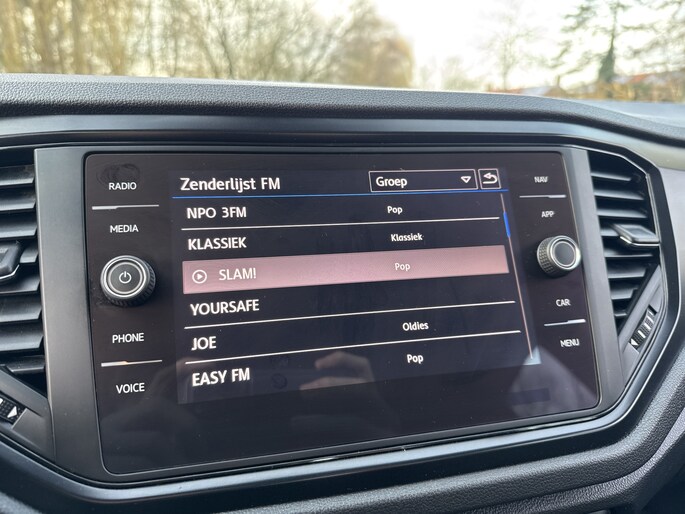 RADIO
MEDIA
PHONE
VOICE
Zenderlijst FM Groep
NPO 3FM Pop
KLASSIEK Klassiek
SLAM! Pop
YOURSAFE
JOE Oldies
EASY FM Pop
NAV
APP
CAR
MENU